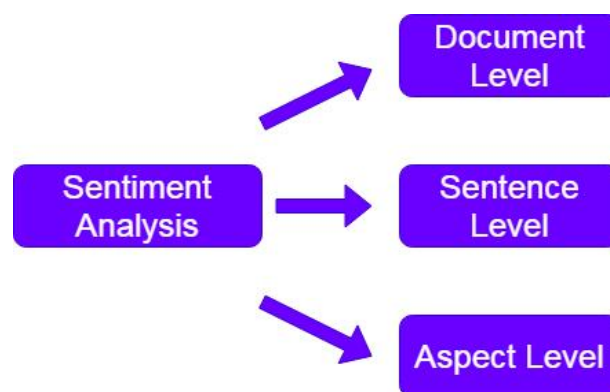 Document
Level
Sentiment
Analysis
Sentence
Level
Aspect Level